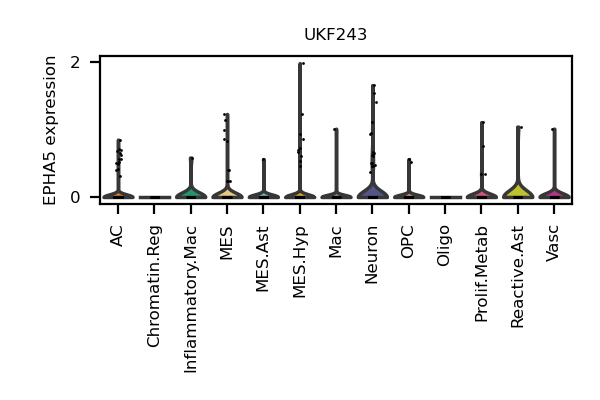 UKF243
EPHA5 expression
2
0
AC
Chromatin.Reg
Inflammatory.Mac
MES
MES.Ast
MES.Hyp
Mac
Neuron
OPC
Oligo
Prolif.Metab
Reactive.Ast
Vasc